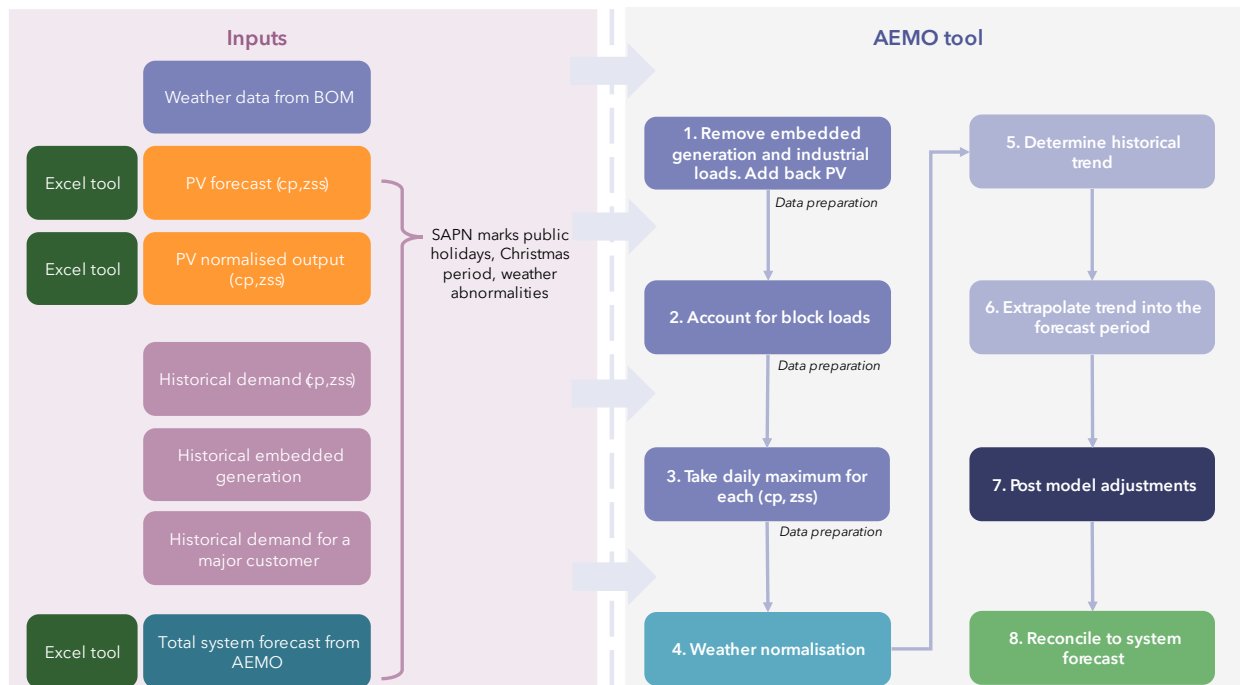 Inputs
Weather data from BOM
Excel tool
PV forecast (cp,zss)
Excel tool
PV normalised output
(cp,zss)
SAPN marks public
holidays, Christmas
period, weather
abnormalities
Historical demand (cp,zss)
Historical embedded
generation
Historical demand for a
major customer
Excel tool
Total system forecast from
AEMO
AEMO tool
1. Remove embedded
generation and industrial
loads. Add back PV
Data preparation
2. Account for block loads
Data preparation
3. Take daily maximum for
each (cp, zss)
Data preparation
4. Weather normalisation
5. Determine historical
trend
6. Extrapolate trend into the
forecast period
7. Post model adjustments
8. Reconcile to system
forecast